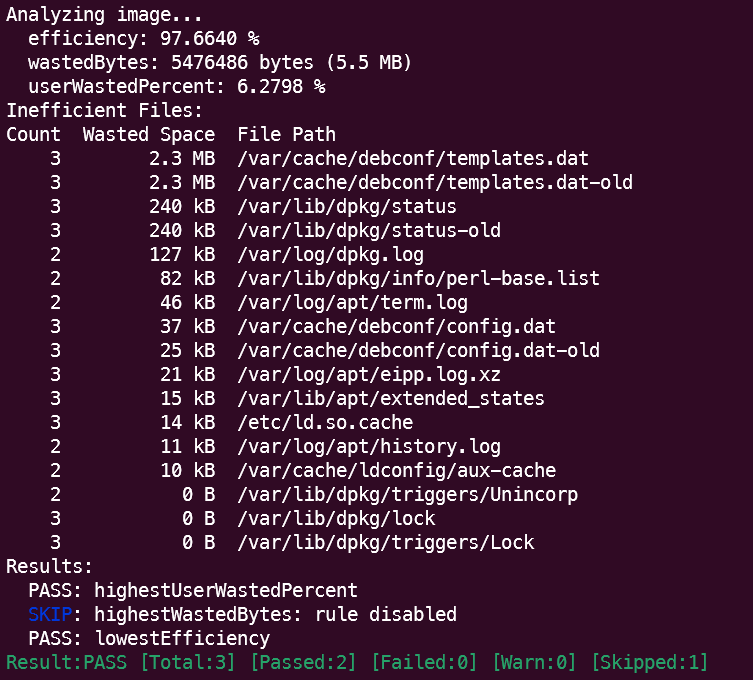 Analyzing image...
  efficiency: 97.6640 %
  wastedBytes: 5476486 bytes (5.5 MB)
  userWastedPercent: 6.2798 %
Inefficient Files:
Count  Wasted Space  File Path
    3        2.3 MB  /var/cache/debconf/templates.dat
    3        2.3 MB  /var/cache/debconf/templates.dat-old
    3        240 kB  /var/lib/dpkg/status
    3        240 kB  /var/lib/dpkg/status-old
    2        127 kB  /var/log/dpkg.log
    2         82 kB  /var/lib/dpkg/info/perl-base.list
    2         46 kB  /var/log/apt/term.log
    3         37 kB  /var/cache/debconf/config.dat
    3         25 kB  /var/cache/debconf/config.dat-old
    3         21 kB  /var/log/apt/eipp.log.xz
    3         15 kB  /var/lib/apt/extended_states
    3         14 kB  /etc/ld.so.cache
    2         11 kB  /var/log/apt/history.log
    2         10 kB  /var/cache/ldconfig/aux-cache
    2           0 B  /var/lib/dpkg/triggers/Unincorp
    3           0 B  /var/lib/dpkg/lock
    3           0 B  /var/lib/dpkg/triggers/Lock
Results:
  PASS: highestUserWastedPercent
  SKIP: highestWastedBytes: rule disabled
  PASS: lowestEfficiency
Result:PASS [Total:3] [Passed:2] [Failed:0] [Warn:0] [Skipped:1]